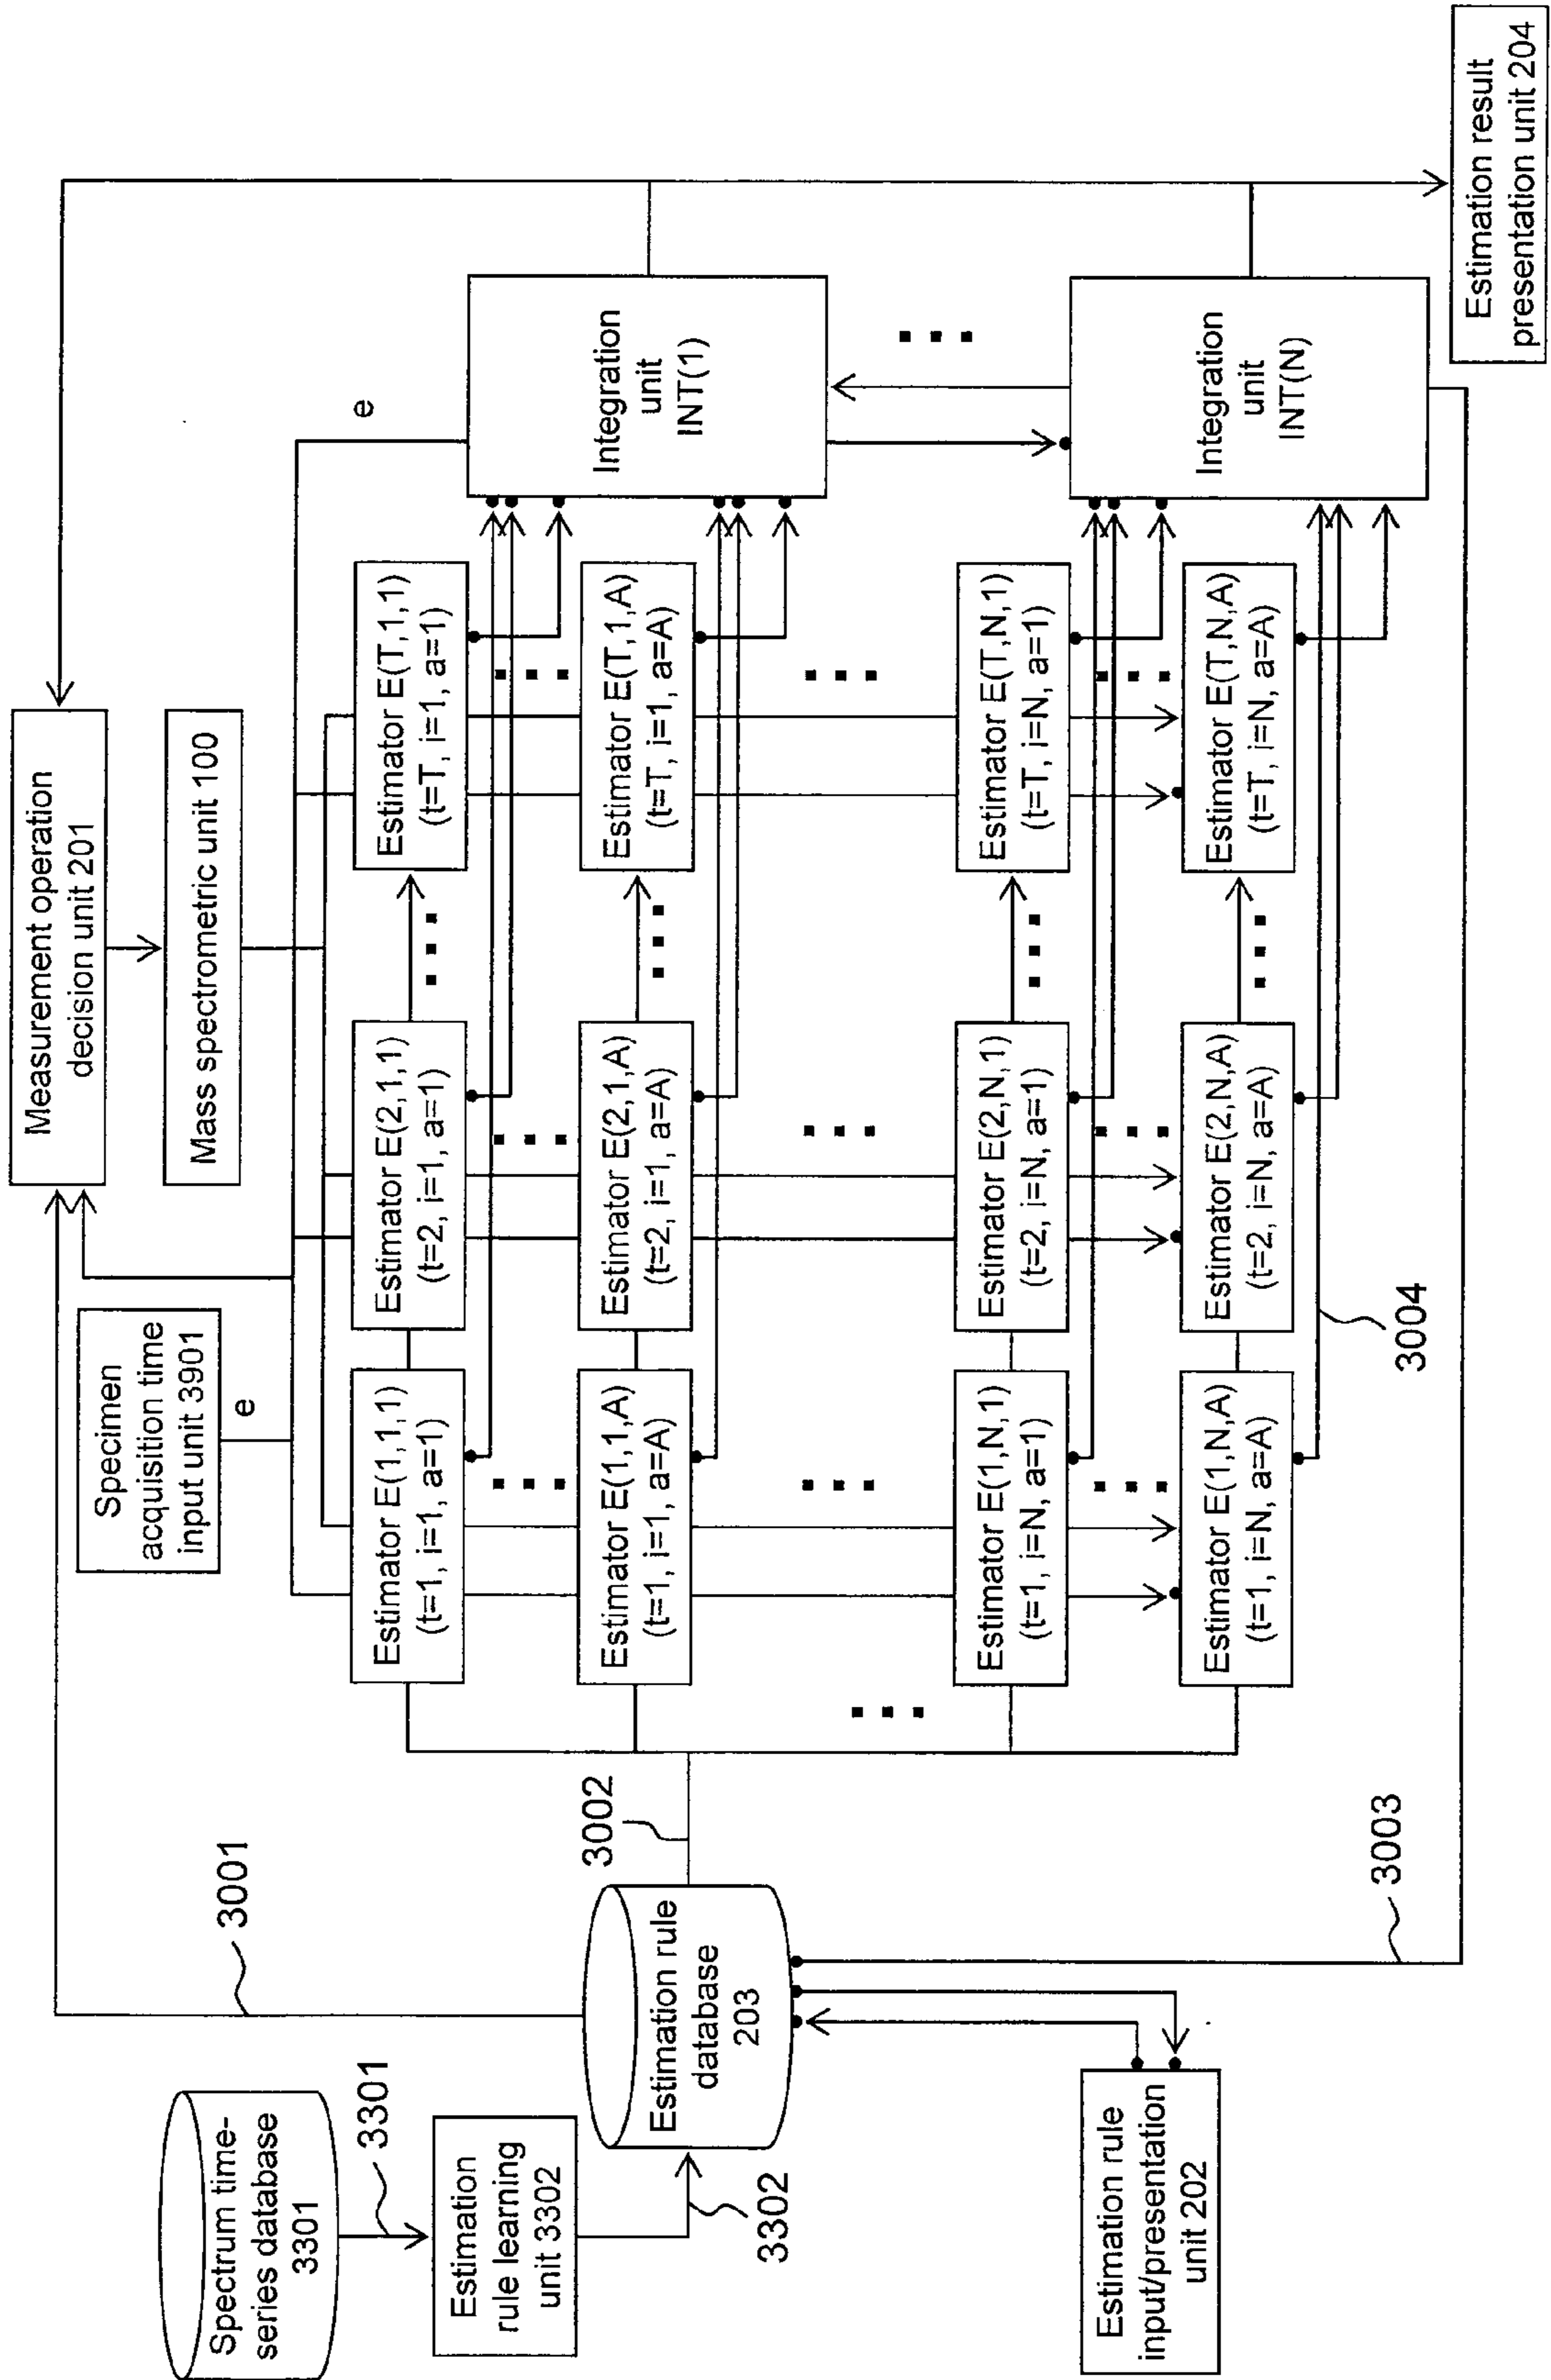 Spectrum time-
series database
3301
3301
Estimation
rule learning
unit 3302
3302
3001
Estimation rule
database
203
Estimation rule
input/presentation
unit 202
3002
3003
Specimen
acquisition time
input unit 3901
e
Measurement operation
decision unit 201
Mass spectrometric unit 100
e
Estimator E(1,1,1)
(t=1, i=1, a=1)
Estimator E(2,1,1)
(t=2, i=1, a=1)
Estimator E(T,1,1)
(t=T, i=1, a=1)
Estimator E(1,1,A)
(t=1, i=1, a=A)
Estimator E(2,1,A)
(t=2, i=1, a=A)
Estimator E(T,1,A)
(t=T, i=1, a=A)
Estimator E(1,N,1)
(t=1, i=N, a=1)
Estimator E(2,N,1)
(t=2, i=N, a=1)
Estimator E(T,N,1)
(t=T, i=N, a=1)
Estimator E(1,N,A)
(t=1, i=N, a=A)
Estimator E(2,N,A)
(t=2, i=N, a=A)
Estimator E(T,N,A)
(t=T, i=N, a=A)
3004
Integration
unit
INT(1)
Integration
unit
INT(N)
Estimation result
presentation unit 204